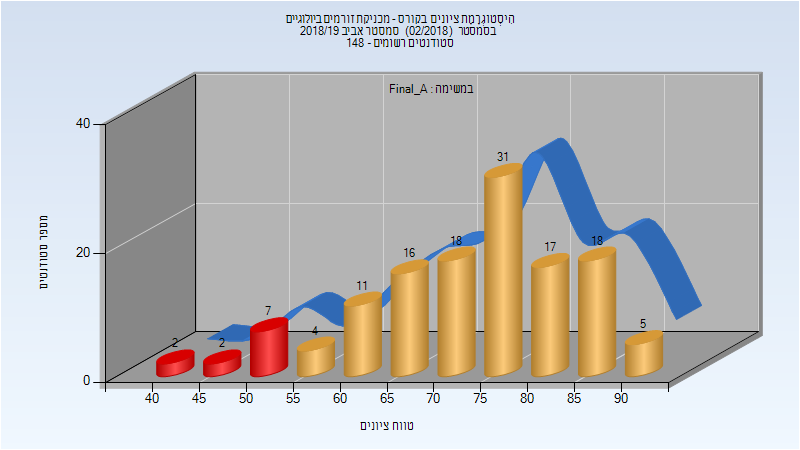 הִיסְטוֹגְרָמַת ציונים בקורס - מכניקת זורמים ביולוגיים
בסמסטר (02/2018) סמסטר אביב 2018/19
סטודנטים רשומים - 148
במשימה : Final_A
40
20
0
מספר סטודנטים
2
2
7
4
11
16
18
31
17
18
5
40 45 50 55 60 65 70 75 80 85 90
טווח ציונים